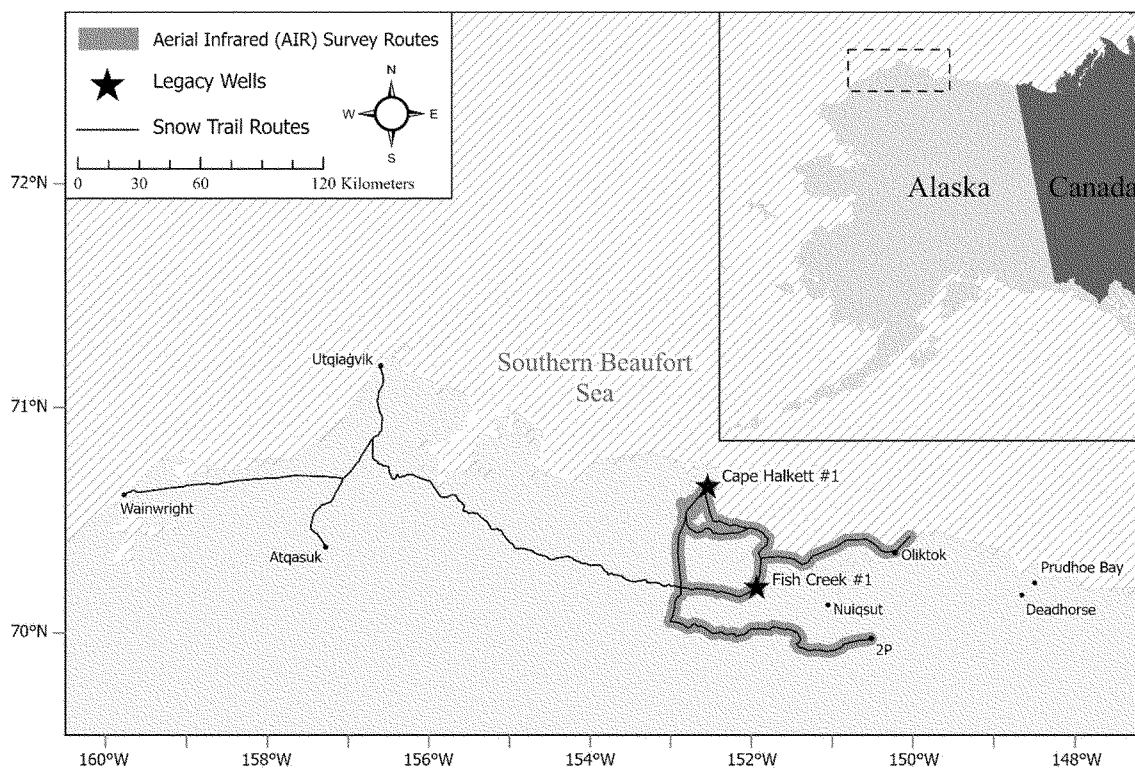 Aerial Infrared (AIR) Survey Routes
Legacy Wells
Snow Trail Routes
N
W
E
S
0 30 60 120 Kilometers
Alaska
Canada
72°N
71°N
70°N
Utqiaġvik
Southern Beaufort
Sea
Cape Halkett #1
Wainwright
Atqasuk
Oliktok
Prudhoe Bay
Fish Creek #1
Deadhorse
Nuiqsut
2P
160°W
158°W
156°W
154°W
152°W
150°W
148°W